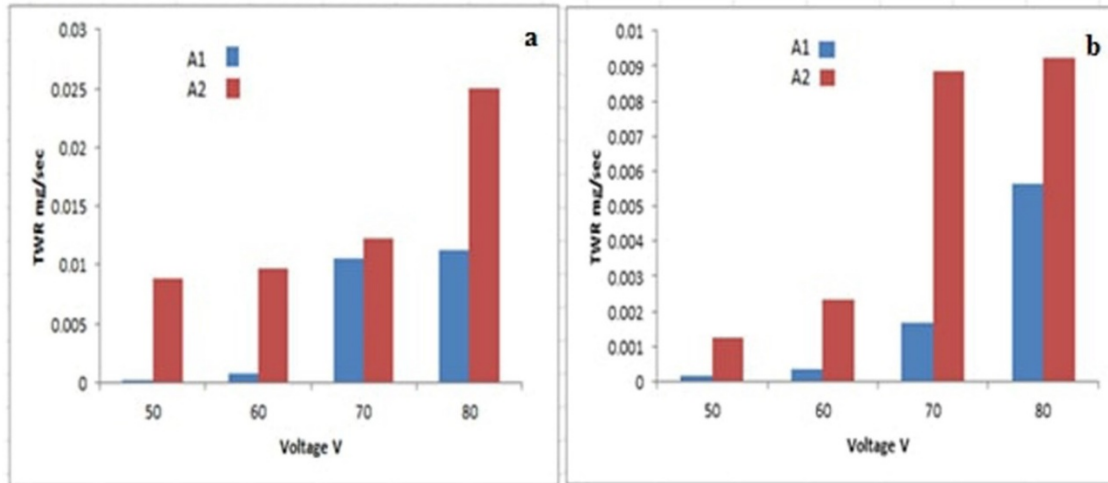 a
0.03
0.025
0.02
0.015
0.01
0.005
0
TWR mg/sec
A1
A2
50 60 70 80
Voltage V
b
0.01
0.009
0.008
0.007
0.006
0.005
0.004
0.003
0.002
0.001
0
TWR mg/sec
A1
A2
50 60 70 80
Voltage V